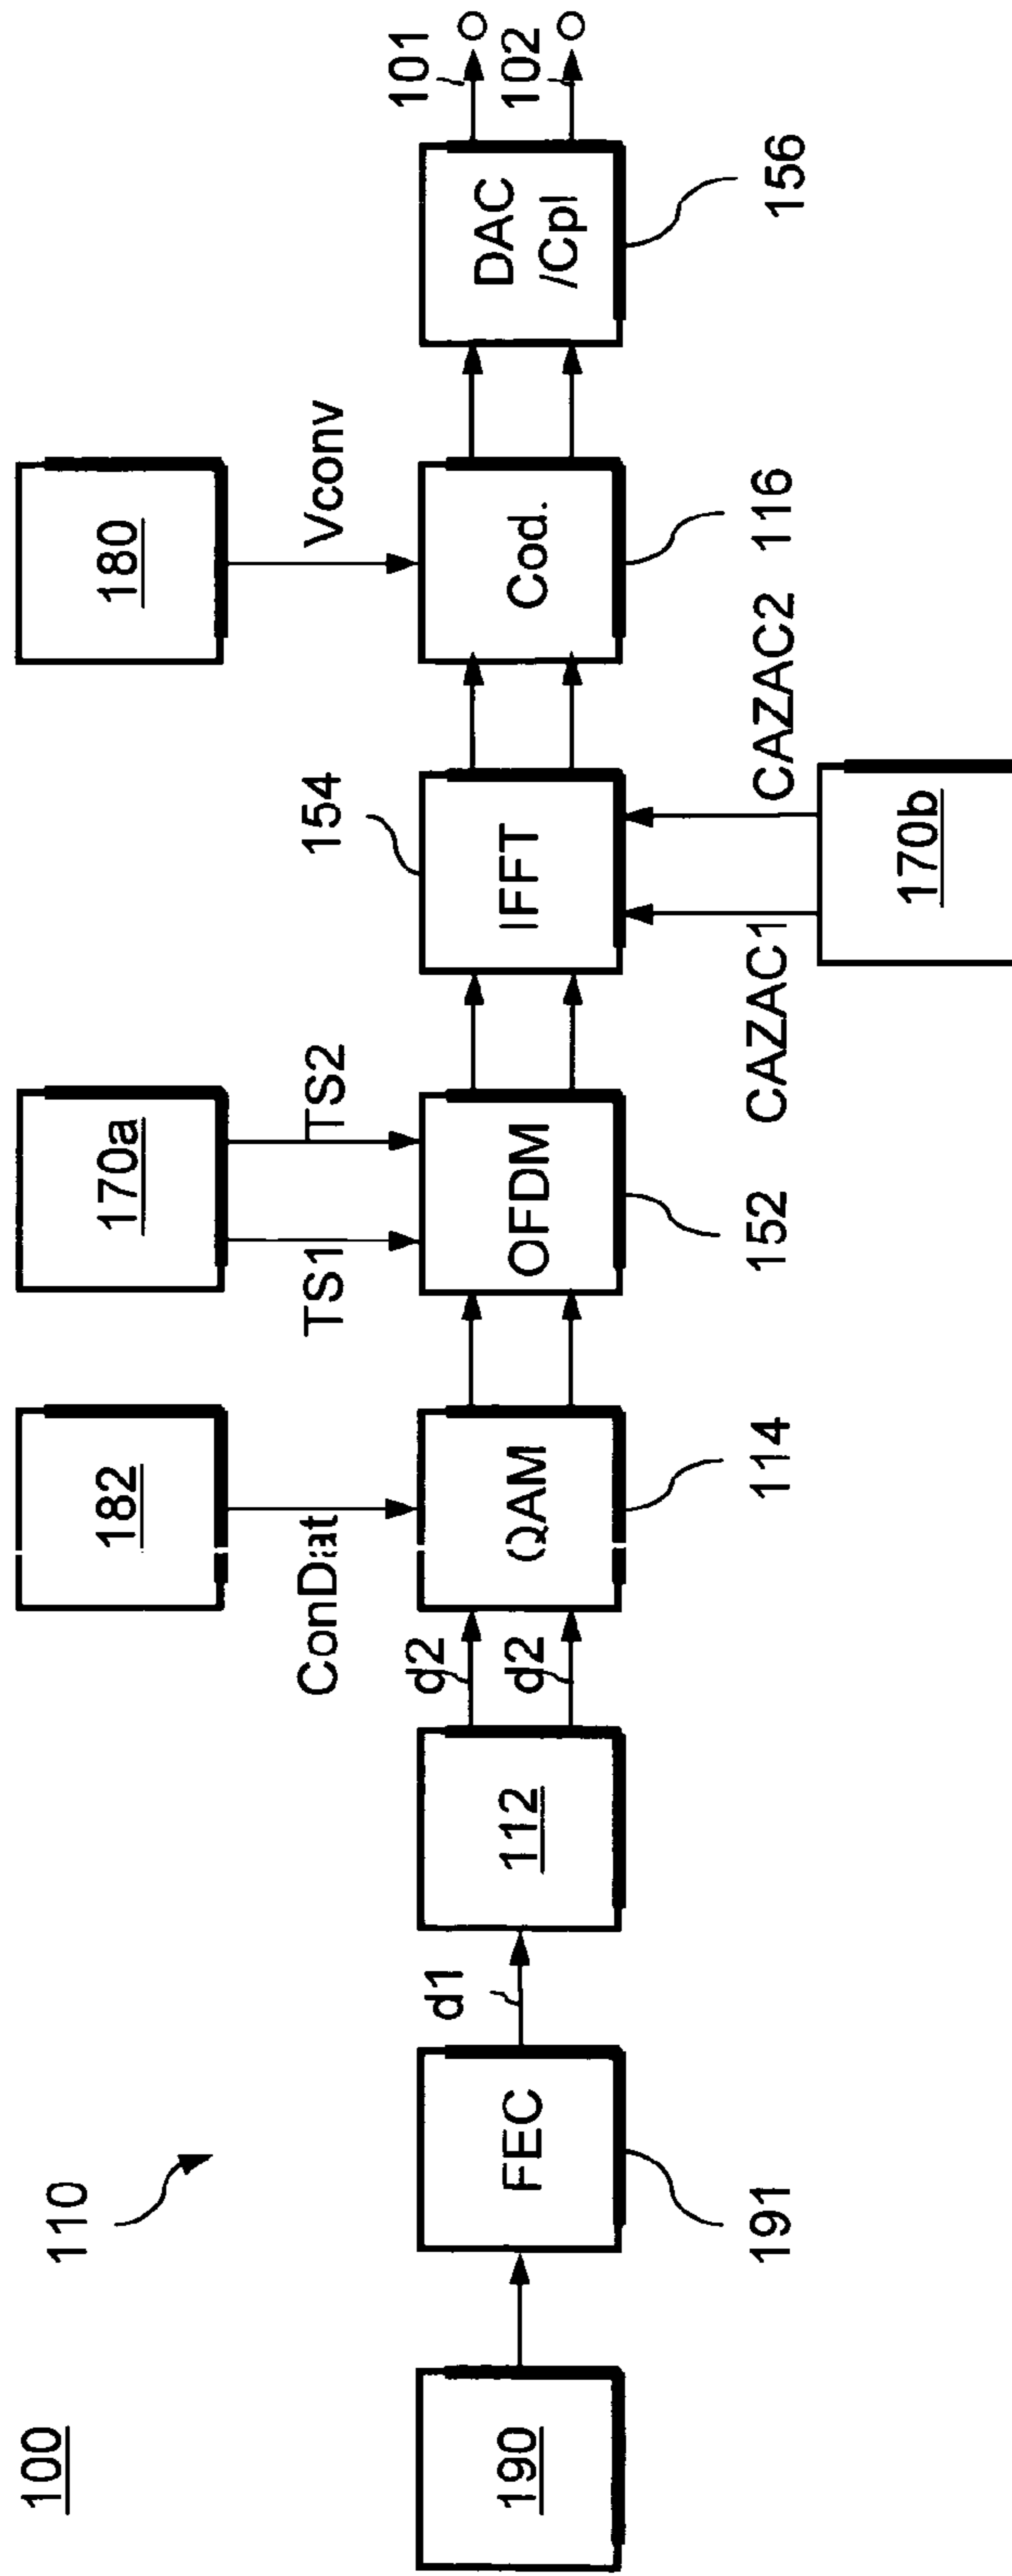 100
110
190
FEC
191
d1
112
d2
d2
182
ConDat
QAM
114
170a
TS1
TS2
OFDM
152
154
IFFT
CAZAC1
CAZAC2
170b
180
Vconv
Cod.
116
DAC
/Cpl
156
101
102